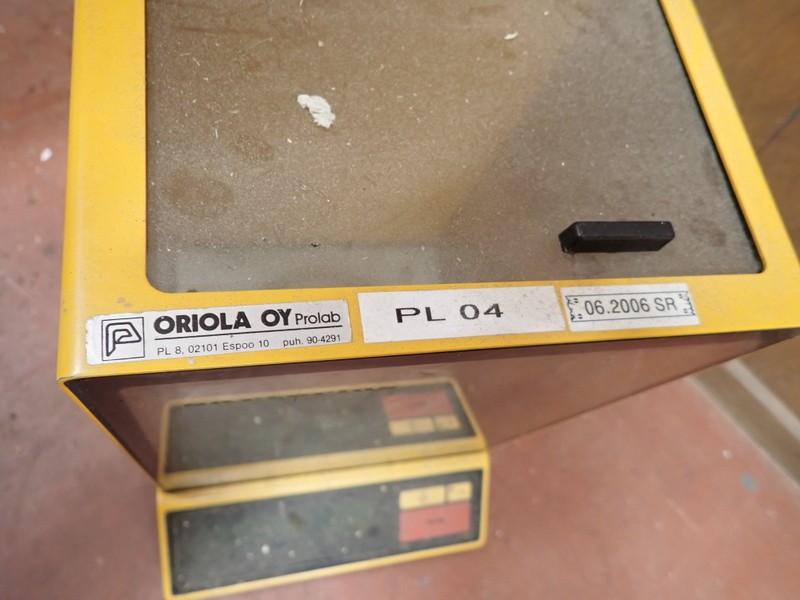 ORIOLA OY Prolab
PL 8, 02101 Espoo 10 puh. 90-4291
PL 04
06.2006 SR